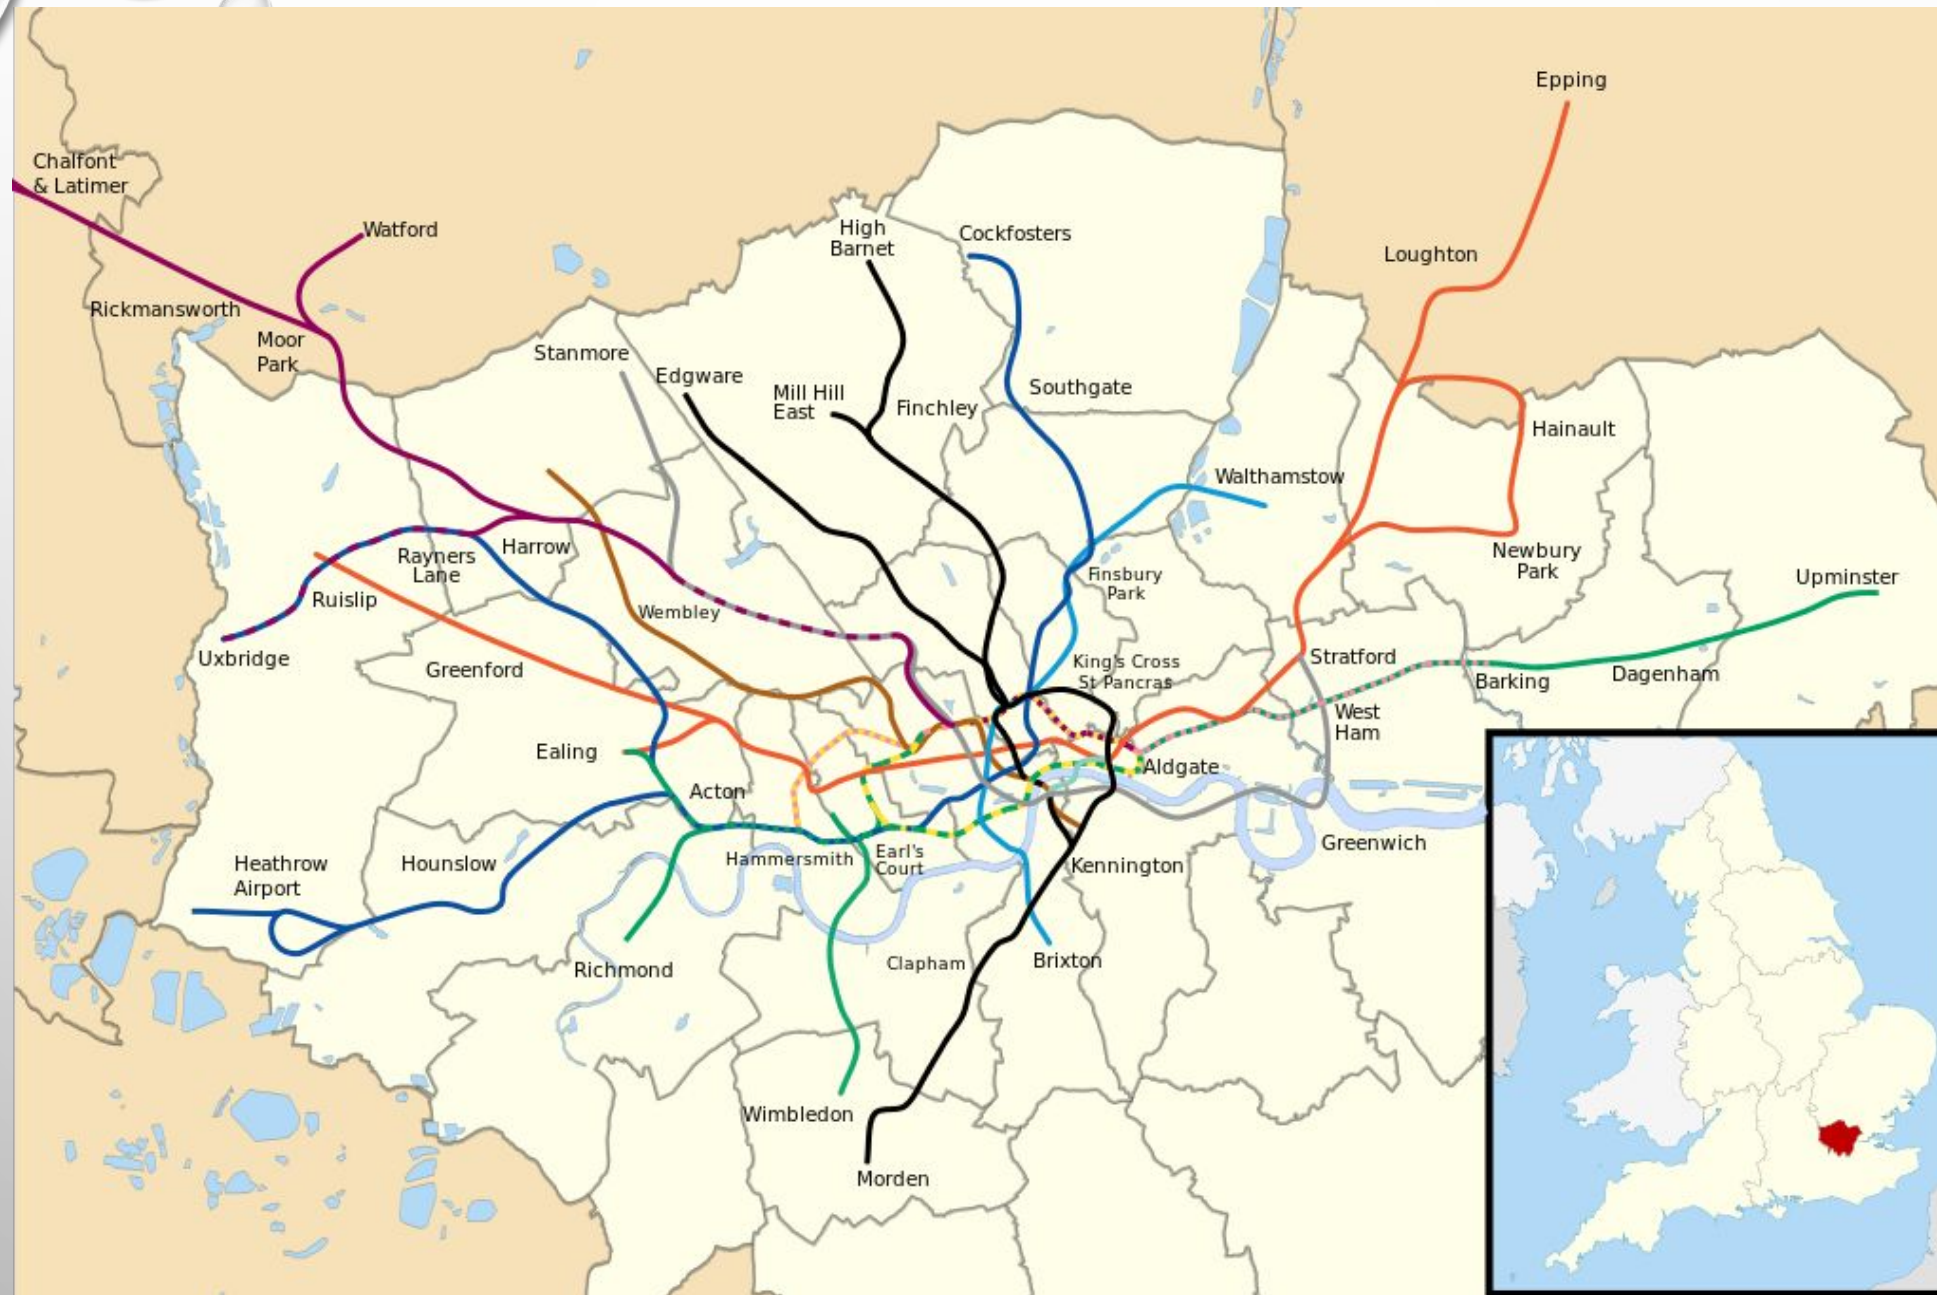 Epping
Chalfont
& Latimer
Watford
High
Barnet
Cockfosters
Loughton
Rickmansworth
Moor
Park
Stanmore
Edgware
Mill Hill
East
Finchley
Southgate
Hainault
Walthamstow
Rayners
Lane
Harrow
Newbury
Park
Finsbury
Park
Upminster
Ruislip
Wembley
Uxbridge
Greenford
King's Cross
St Pancras
Stratford
Barking
Dagenham
West
Ham
Ealing
Aldgate
Acton
Heathrow
Airport
Hounslow
Hammersmith
Earl's
Court
Kennington
Greenwich
Richmond
Clapham
Brixton
Wimbledon
Morden